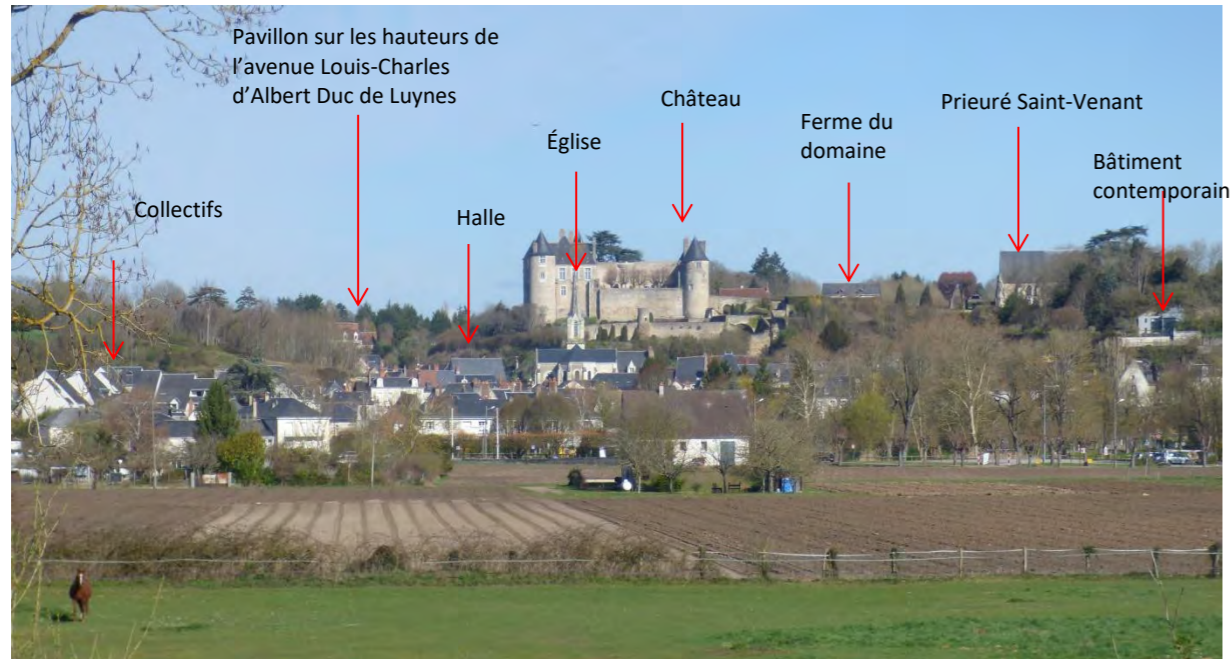 Pavillon sur les hauteurs de
l’avenue Louis-Charles
d’Albert Duc de Luynes
Château
Prieuré Saint-Venant
Ferme du
domaine
Église
Bâtiment
contemporain
Collectifs
Halle